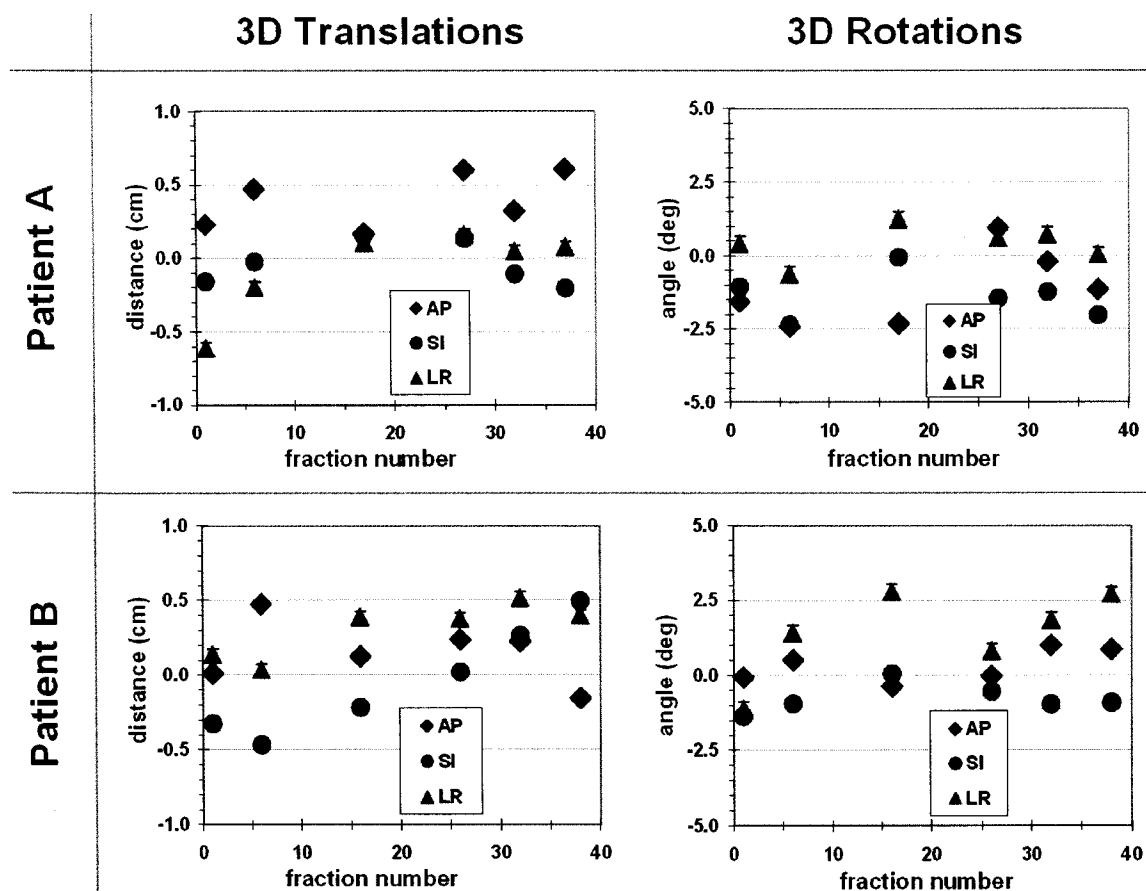 3D Translations
3D Rotations
Patient A
distance (cm)
1.0
0.5
0.0
-0.5
-1.0
AP
SI
LR
0 10 20 30 40
fraction number
angle (deg)
5.0
2.5
0.0
-2.5
-5.0
AP
SI
LR
0 10 20 30 40
fraction number
Patient B
distance (cm)
1.0
0.5
0.0
-0.5
-1.0
AP
SI
LR
0 10 20 30 40
fraction number
angle (deg)
5.0
2.5
0.0
-2.5
-5.0
AP
SI
LR
0 10 20 30 40
fraction number